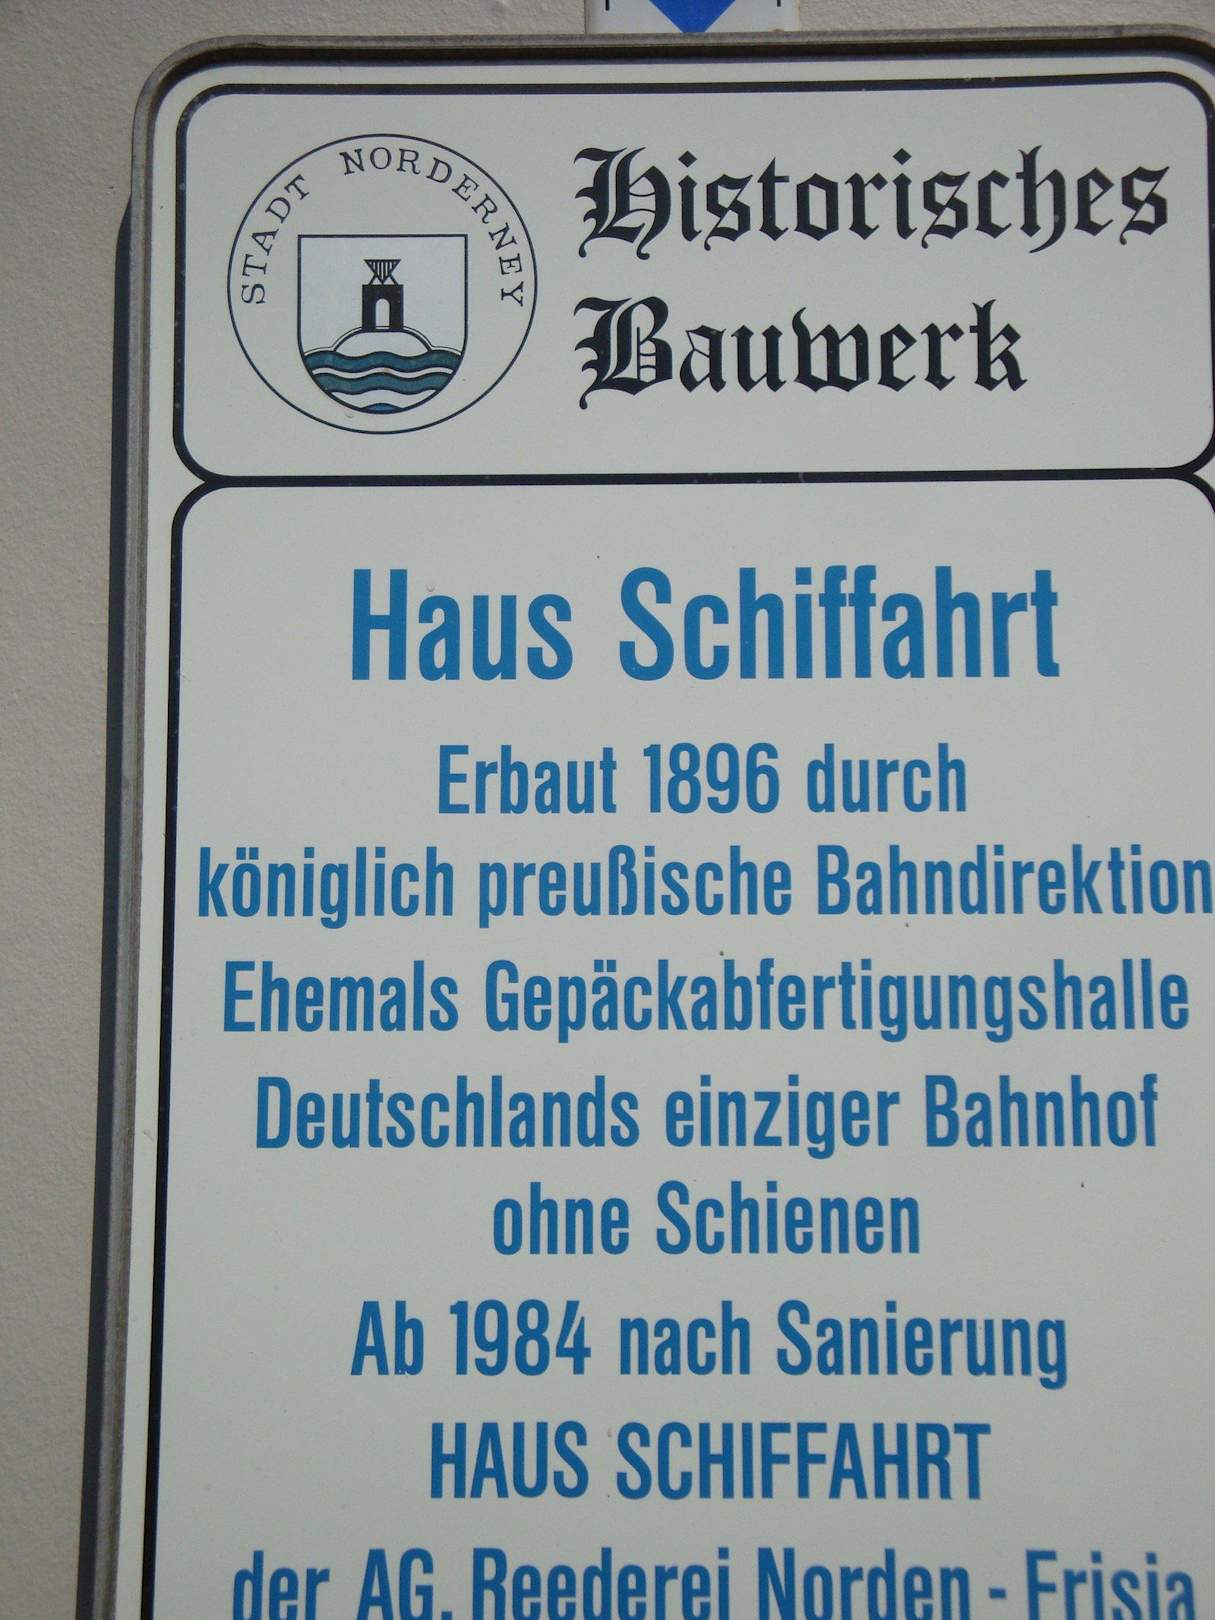 STADT NORDERNEY
Historisches
Bauwerk
Haus Schiffahrt
Erbaut 1896 durch
königlich preußische Bahndirektion
Ehemals Gepäckabfertigungshalle
Deutschlands einziger Bahnhof
ohne Schienen
Ab 1984 nach Sanierung
HAUS SCHIFFAHRT
der AG. Reederei Norden - Frisia